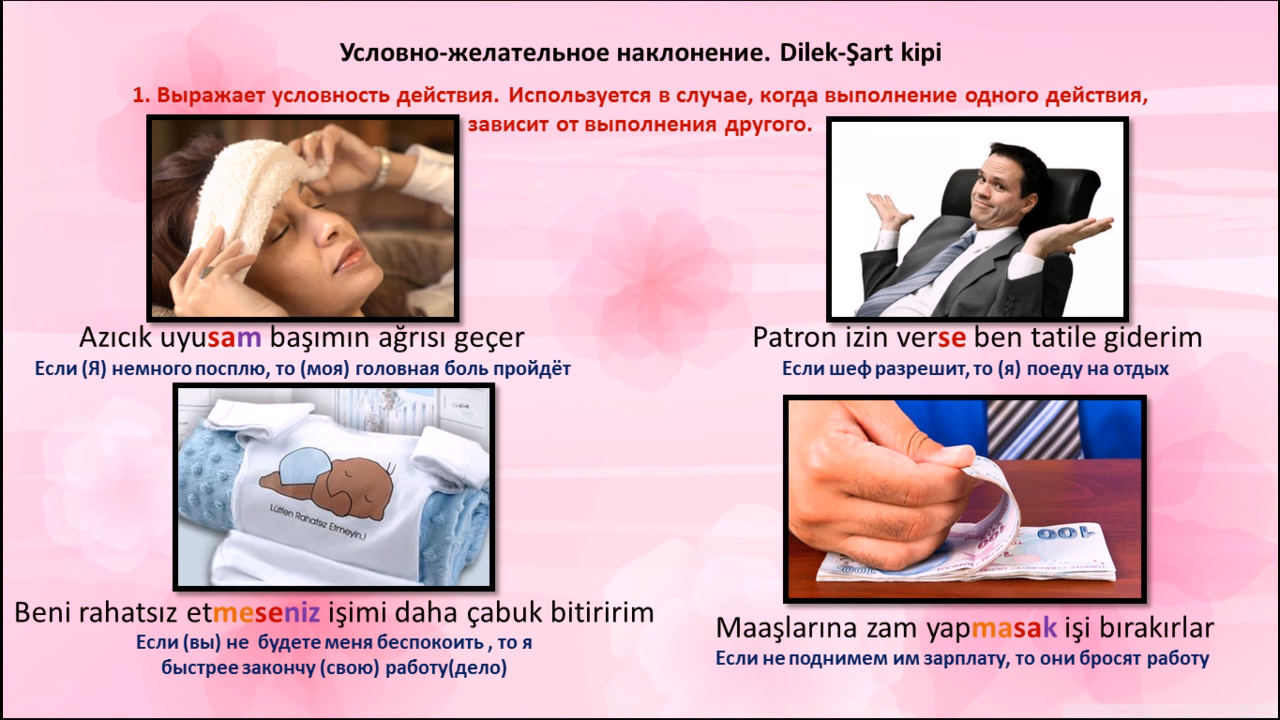 Условно-желательное наклонение. Dilek-Şart kipi
1. Выражает условность действия. Используется в случае, когда выполнение одного действия,
зависит от выполнения другого.
Azıcık uyusam başımın ağrısı geçer
Если (Я) немного посплю, то (моя) головная боль пройдёт
Patron izin verse ben tatile giderim
Если шеф разрешит, то (я) поеду на отдых
Lütfen Rahatsız Etmeyin.!
100
Beni rahatsız etmeseniz işimi daha çabuk bitiririm
Если (вы) не будете меня беспокоить , то я
быстрее закончу (свою) работу(дело)
Maaşlarına zam yapmasak işi bırakırlar
Если не поднимем им зарплату, то они бросят работу